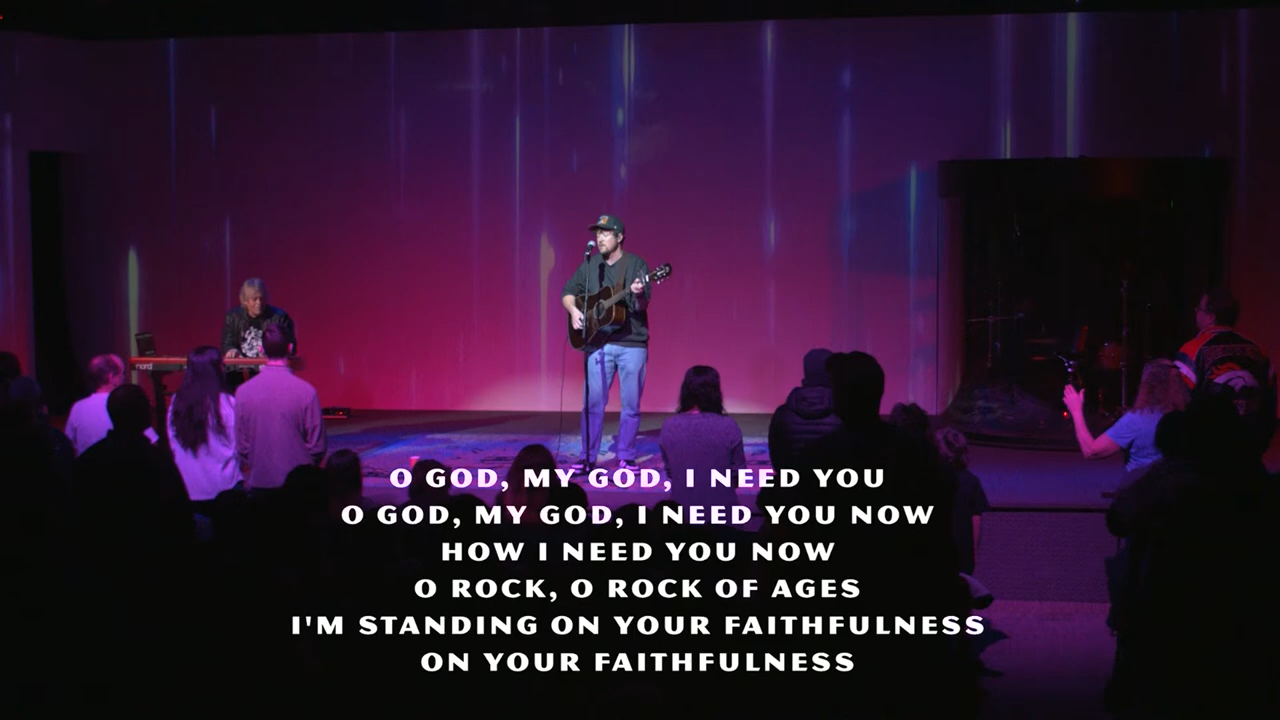 nord
O GOD, MY GOD, I NEED YOU
O GOD, MY GOD, I NEED YOU NOW
HOW I NEED YOU NOW
O ROCK, O ROCK OF AGES
I'M STANDING ON YOUR FAITHFULNESS
ON YOUR FAITHFULNESS